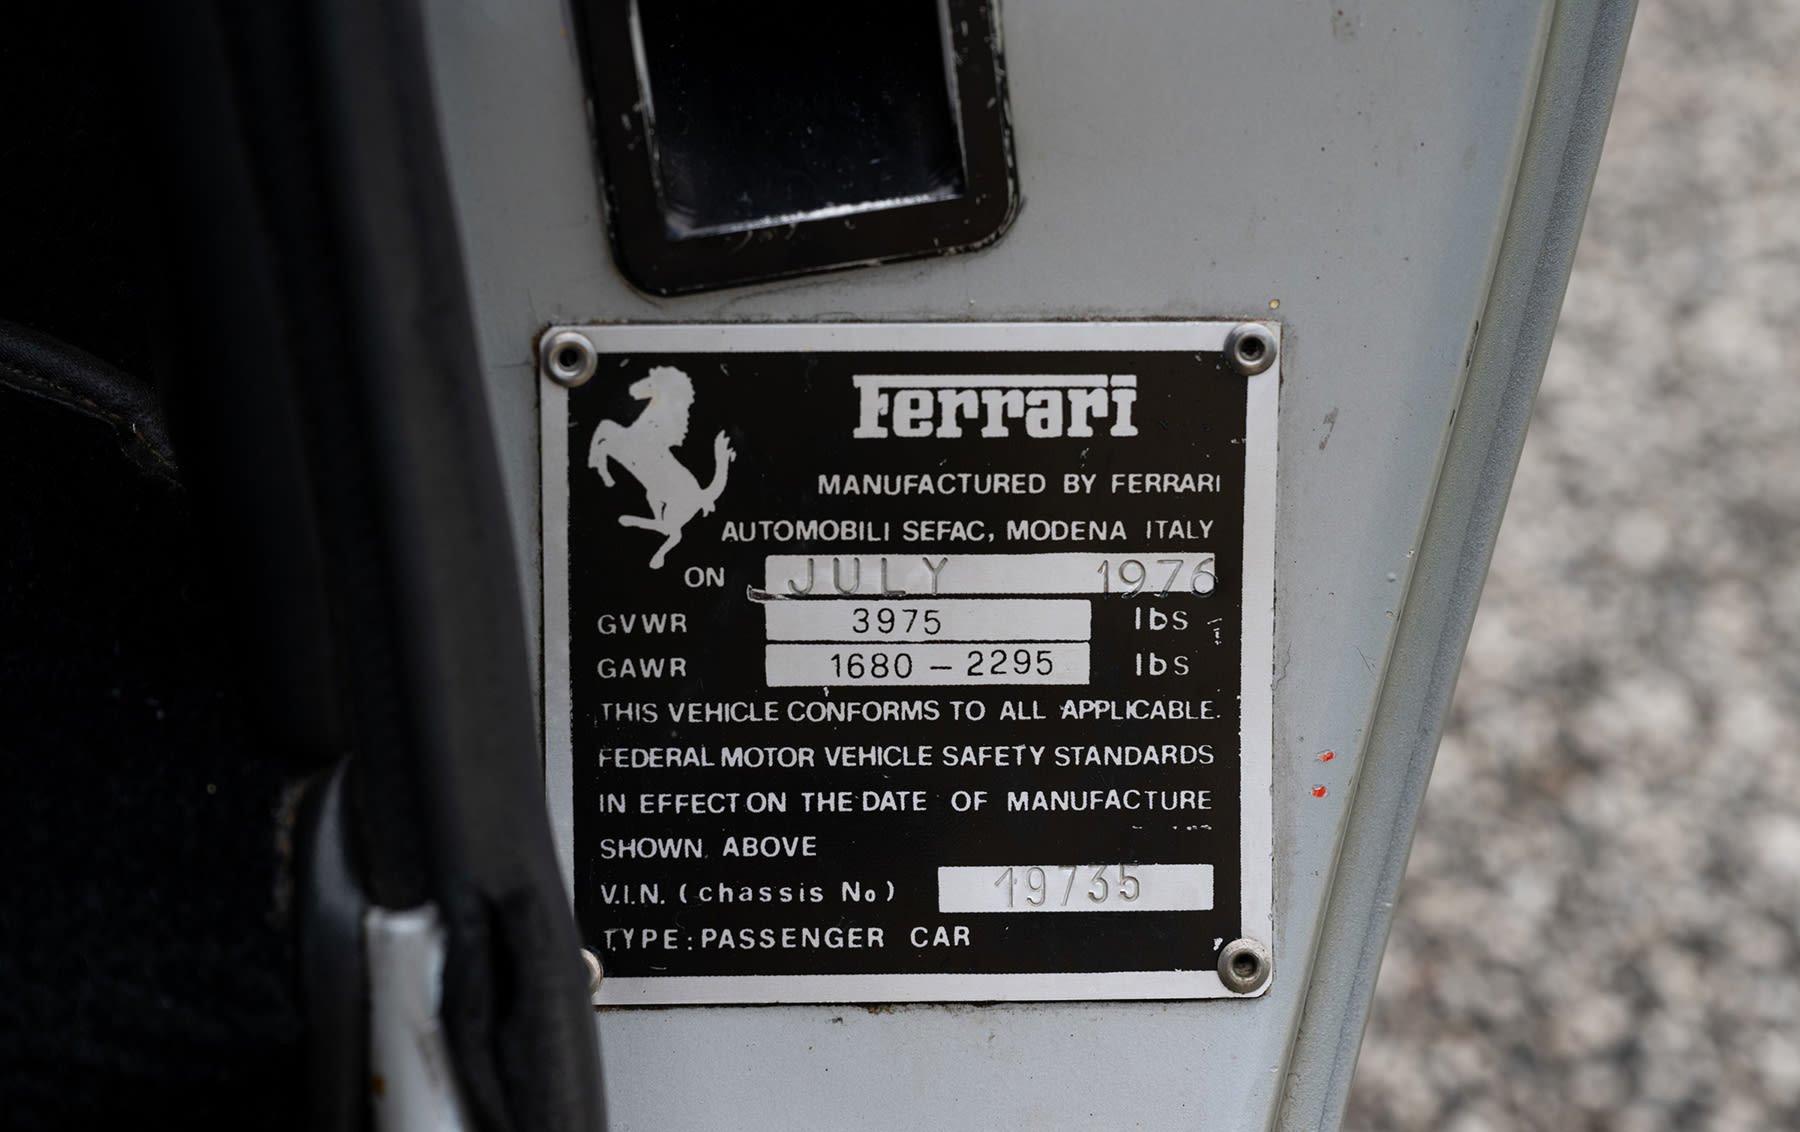 Ferrari
MANUFACTURED BY FERRARI
AUTOMOBILI SEFAC, MODENA ITALY
ON JULY 1976
GVWR 3975 lbs
GAWR 1680 – 2295 lbs
THIS VEHICLE CONFORMS TO ALL APPLICABLE.
FEDERAL MOTOR VEHICLE SAFETY STANDARDS
IN EFFECT ON THE DATE OF MANUFACTURE
SHOWN ABOVE
V.I.N. (chassis No) 19735
TYPE: PASSENGER CAR